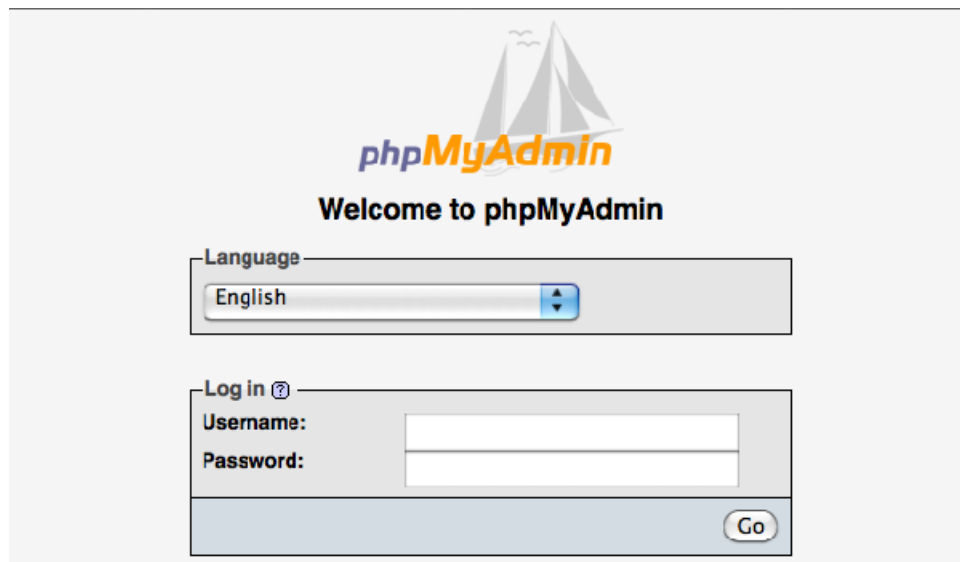 phpMyAdmin
Welcome to phpMyAdmin
Language
English
Log in ?
Username:
Password:
Go